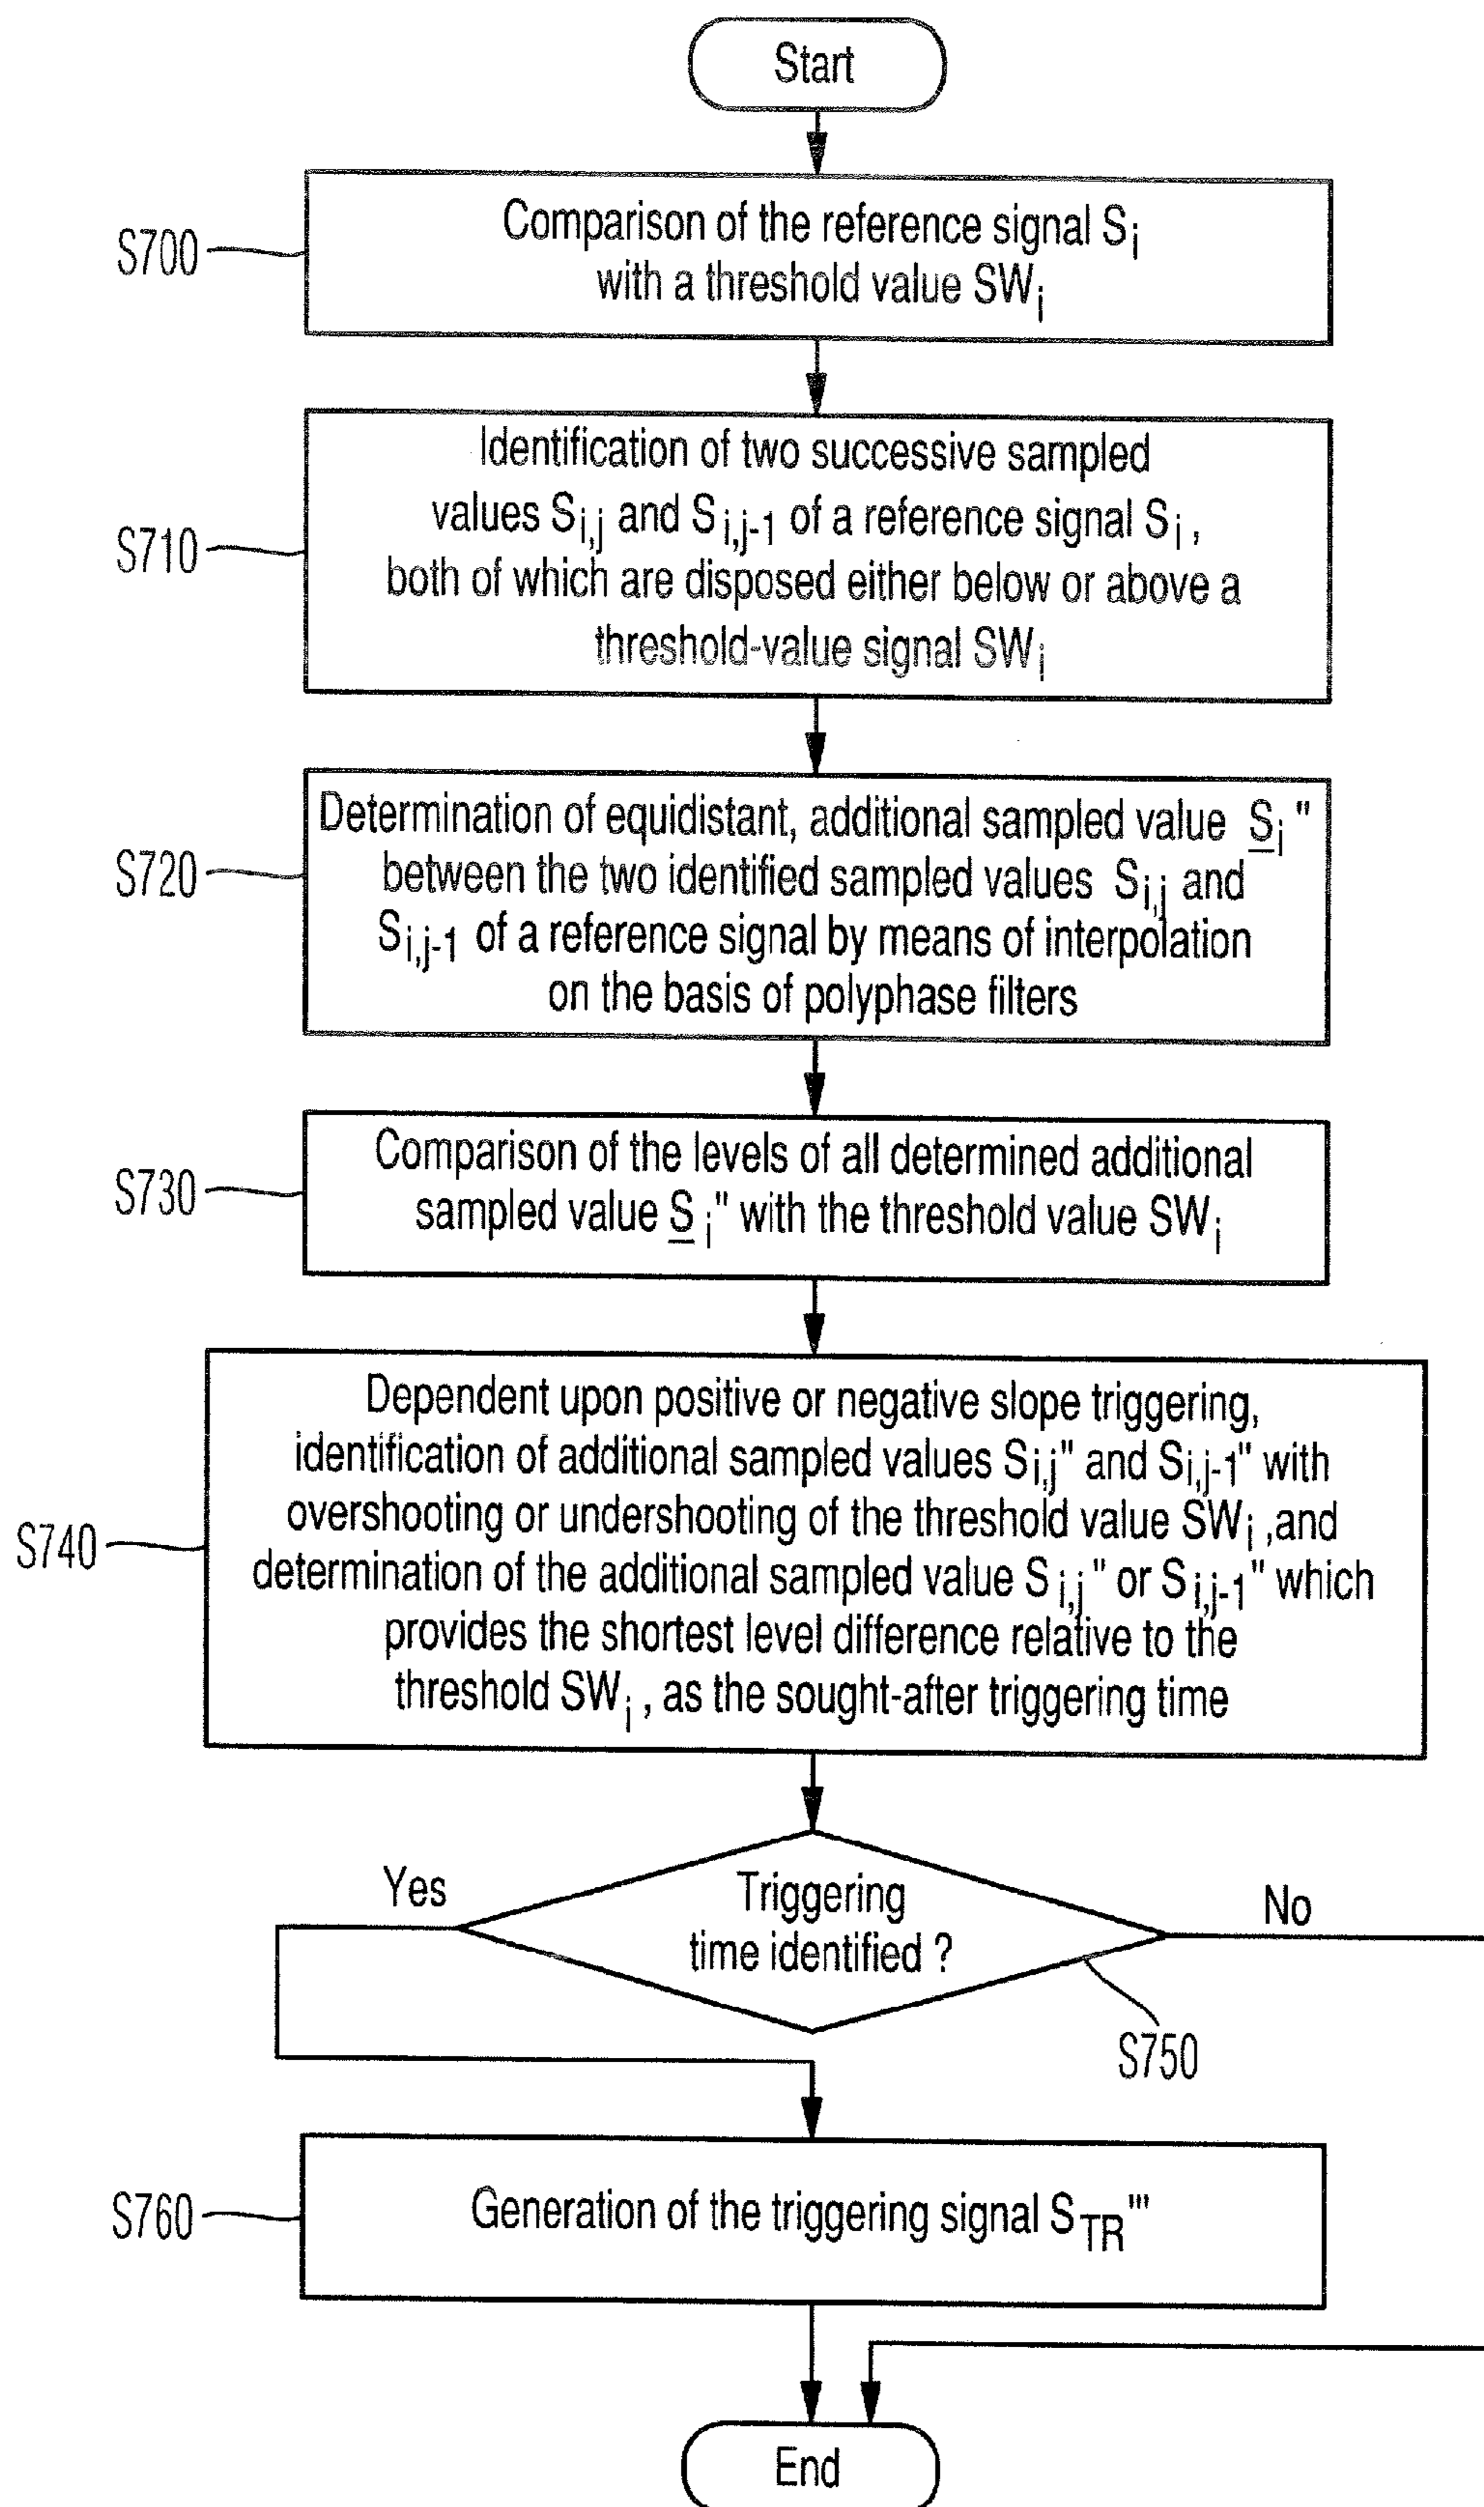 Start
S700
Comparison of the reference signal Si
with a threshold value SWi
S710
Identification of two successive sampled
values Si,j and Si,j-1 of a reference signal Si ,
both of which are disposed either below or above a
threshold-value signal SWi
S720
Determination of equidistant, additional sampled value Si"
between the two identified sampled values Si,j and
Si,j-1 of a reference signal by means of interpolation
on the basis of polyphase filters
S730
Comparison of the levels of all determined additional
sampled value Si" with the threshold value SWi
S740
Dependent upon positive or negative slope triggering,
identification of additional sampled values Si,j" and Si,j-1" with
overshooting or undershooting of the threshold value SWi ,and
determination of the additional sampled value Si,j" or Si,j-1" which
provides the shortest level difference relative to the
threshold SWi , as the sought-after triggering time
Yes
Triggering
time identified ?
No
S750
S760
Generation of the triggering signal STR'''
End